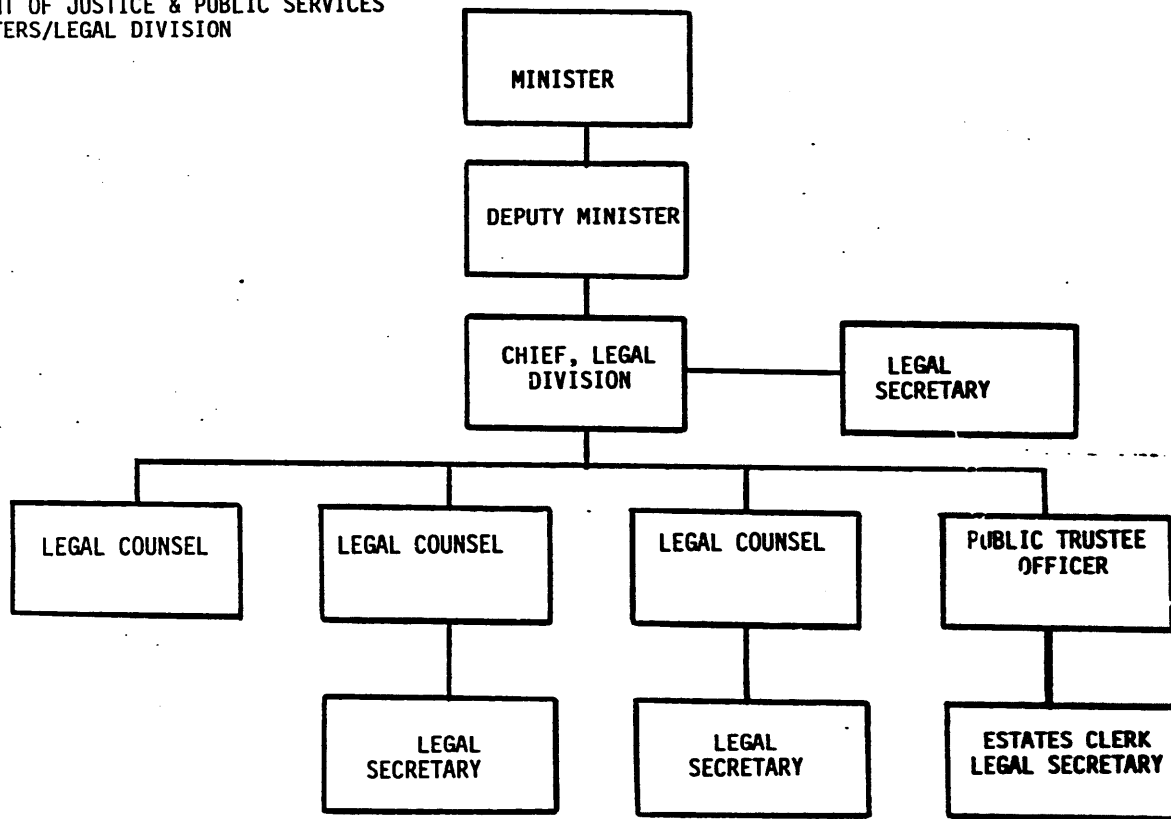 OF JUSTICE & PUBLIC SERVICES
/LEGAL DIVISION
MINISTER
DEPUTY MINISTER
CHIEF, LEGAL
DIVISION
LEGAL
SECRETARY
LEGAL COUNSEL
LEGAL COUNSEL
LEGAL COUNSEL
PUBLIC TRUSTEE
OFFICER
LEGAL
SECRETARY
LEGAL
SECRETARY
ESTATES CLERK
LEGAL SECRETARY